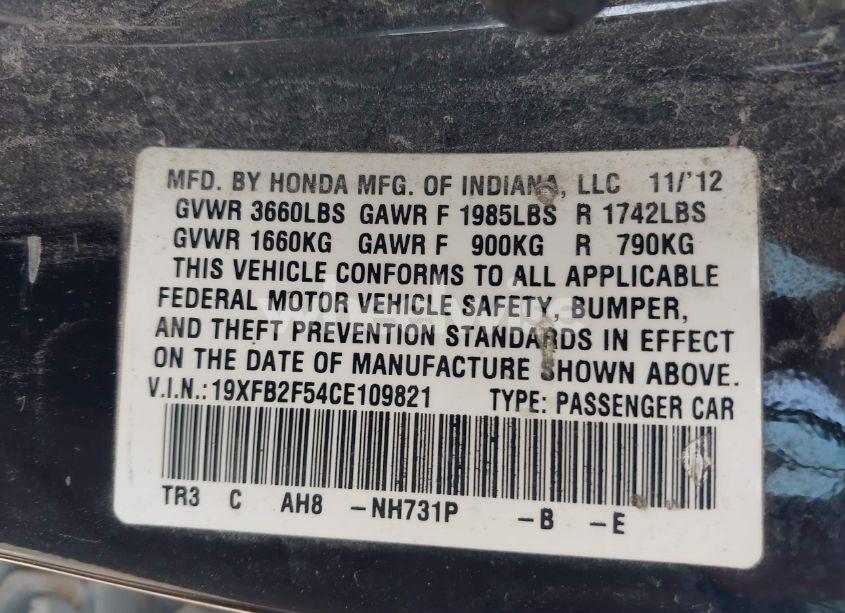 MFD. BY HONDA MFG. OF INDIANA, LLC 11/'12
GVWR 3660LBS GAWR F 1985LBS R 1742LBS
GVWR 1660KG GAWR F 900KG R 790KG
THIS VEHICLE CONFORMS TO ALL APPLICABLE
FEDERAL MOTOR VEHICLE SAFETY, BUMPER,
AND THEFT PREVENTION STANDARDS IN EFFECT
ON THE DATE OF MANUFACTURE SHOWN ABOVE.
V.I.N.: 19XFB2F54CE109821 TYPE: PASSENGER CAR
TR3 C AH8 -NH731P -B -E